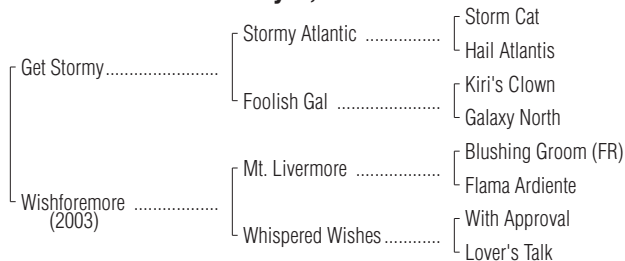 Storm Cat
Stormy Atlantic ................
Hail Atlantis
Get Stormy........................
Kiri's Clown
Foolish Gal ......................
Galaxy North
Blushing Groom (FR)
Mt. Livermore ..................
Flama Ardiente
Wishforemore ..................
(2003)
With Approval
Whispered Wishes............
Lover's Talk